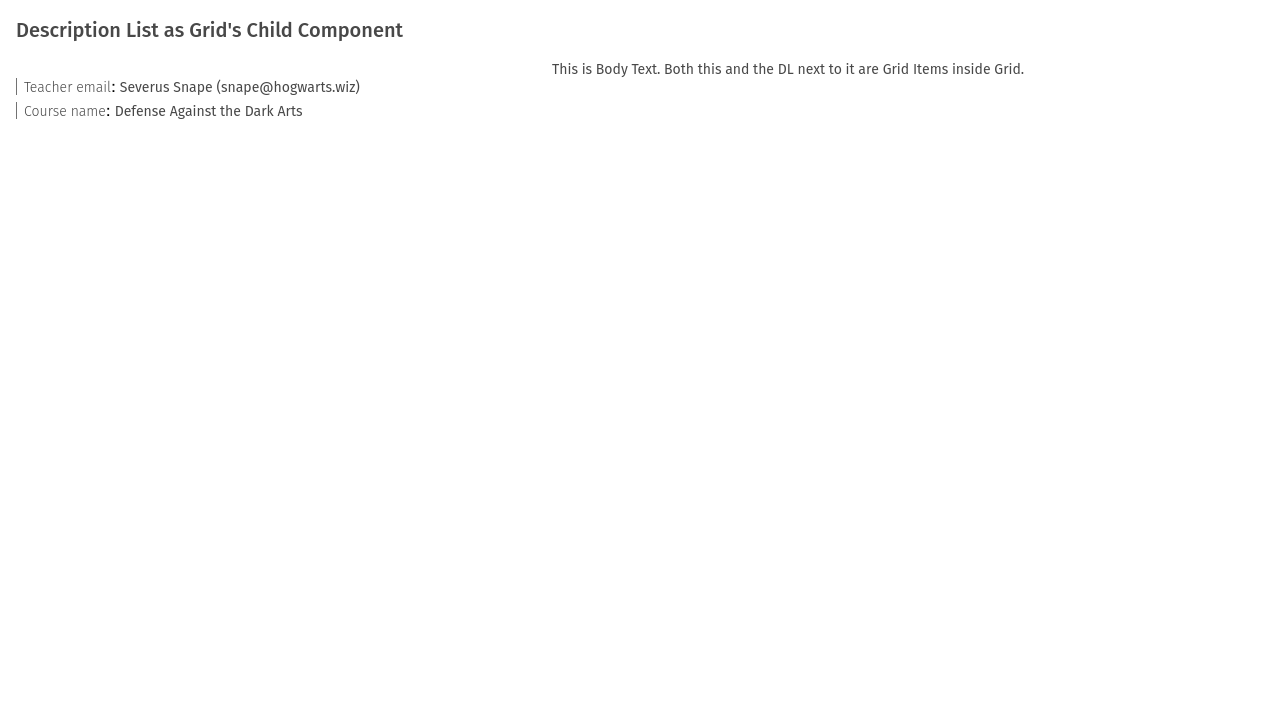 Description List as Grid's Child Component
Teacher email: Severus Snape (snape@hogwarts.wiz)
Course name: Defense Against the Dark Arts
This is Body Text. Both this and the DL next to it are Grid Items inside Grid.